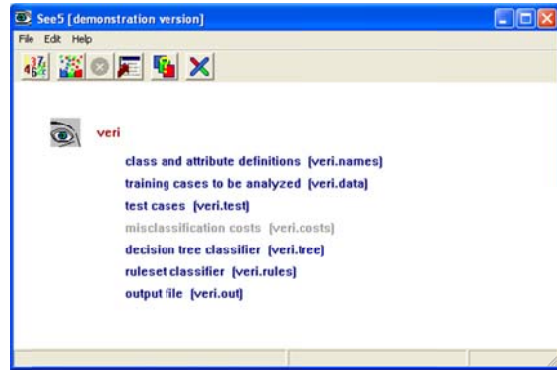 See5 [demonstration version]
File Edit Help
veri
class and attribute definitions (veri.names)
training cases to be analyzed (veri.data)
test cases (veri.test)
misclassification costs (veri.costs)
decision tree classifier (veri.tree)
ruleset classifier (veri.rules)
output file (veri.out)